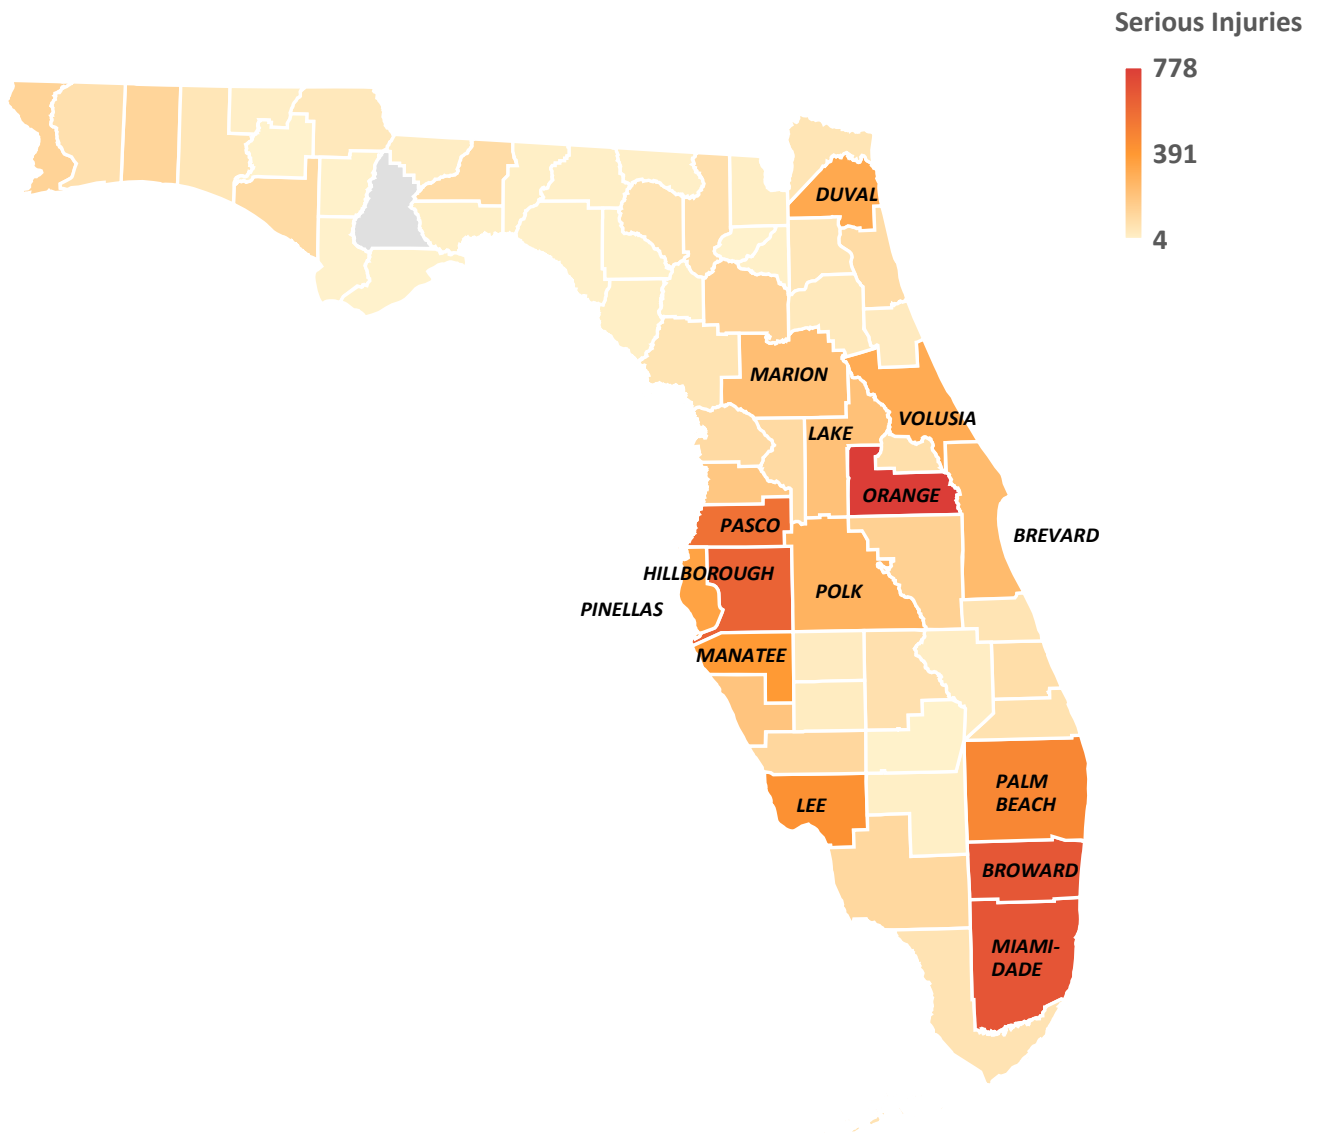 Serious Injuries
778
391
4
DUVAL
MARION
VOLUSIA
LAKE
ORANGE
PASCO
BREVARD
HILLBOROUGH
POLK
PINELLAS
MANATEE
PALM
BEACH
LEE
BROWARD
MIAMI-
DADE